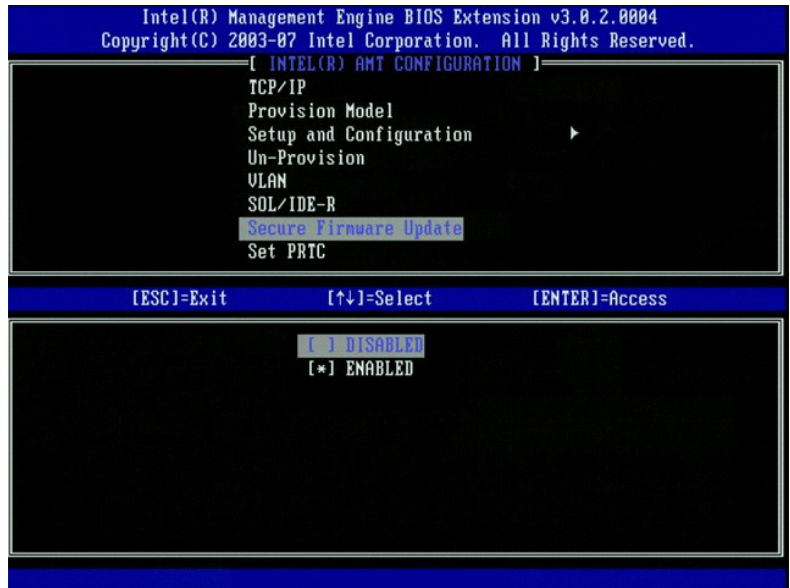 Intel(R) Management Engine BIOS Extension v3.0.2.0004
Copyright(C) 2003-07 Intel Corporation. All Rights Reserved.
[ INTEL(R) AMT CONFIGURATION ]
TCP/IP
Provision Model
Setup and Configuration
Un-Provision
VLAN
SOL/IDE-R
Secure Firmware Update
Set PRTC
[ESC]=Exit [↑↓]=Select [ENTER]=Access
[ ] DISABLED
[*] ENABLED